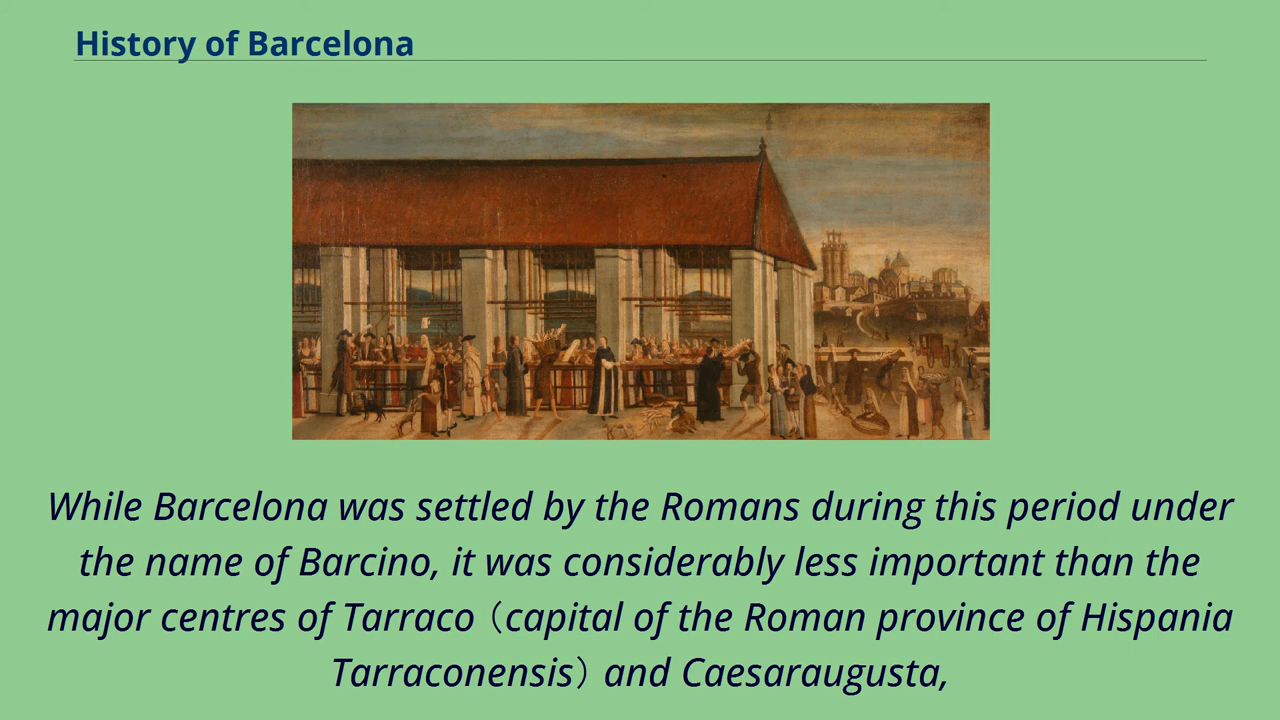 History of Barcelona
While Barcelona was settled by the Romans during this period under
the name of Barcino, it was considerably less important than the
major centres of Tarraco（capital of the Roman province of Hispania
Tarraconensis）and Caesaraugusta,